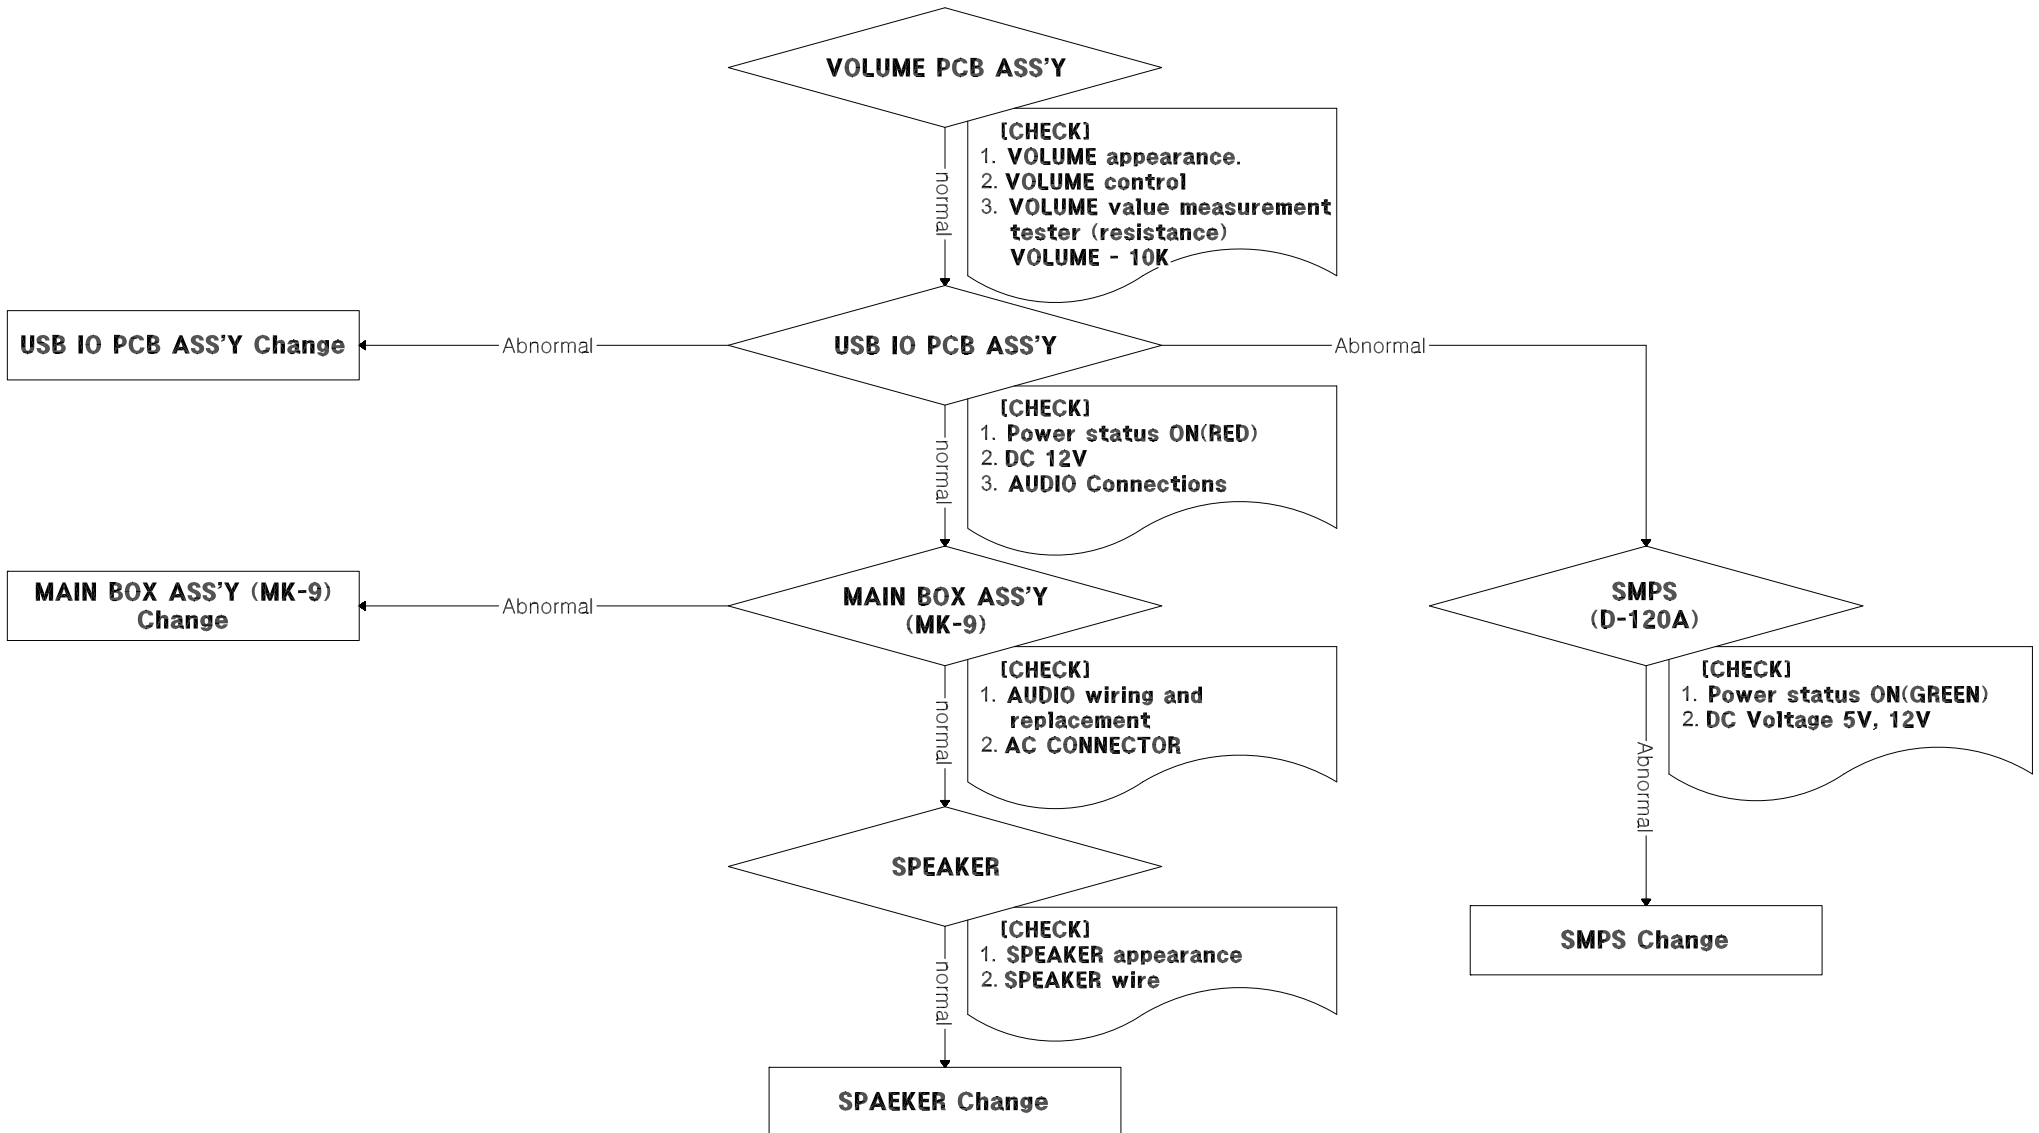 VOLUME PCB ASS'Y
[CHECK]
1. VOLUME appearance.
2. VOLUME control
3. VOLUME value measurement
tester (resistance)
VOLUME - 10K
normal
USB IO PCB ASS'Y Change
Abnormal
USB IO PCB ASS'Y
Abnormal
[CHECK]
1. Power status ON(RED)
2. DC 12V
3. AUDIO Connections
normal
MAIN BOX ASS'Y (MK-9)
Change
Abnormal
MAIN BOX ASS'Y
(MK-9)
SMPS
(D-120A)
[CHECK]
1. AUDIO wiring and
replacement
2. AC CONNECTOR
normal
[CHECK]
1. Power status ON(GREEN)
2. DC Voltage 5V, 12V
Abnormal
SPEAKER
[CHECK]
1. SPEAKER appearance
2. SPEAKER wire
normal
SMPS Change
SPAEKER Change